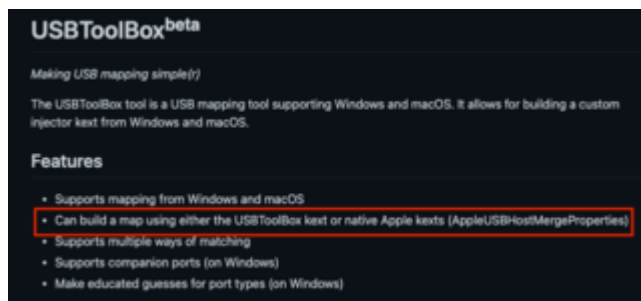 USBToolBoxbeta
Making USB mapping simple(r)
The USBToolBox tool is a USB mapping tool supporting Windows and macOS. It allows for building a custom
injector kext from Windows and macOS.
Features
• Supports mapping from Windows and macOS
• Can build a map using either the USBToolBox kext or native Apple kexts (AppleUSBHostMergeProperties)
• Supports multiple ways of matching
• Supports companion ports (on Windows)
• Make educated guesses for port types (on Windows)